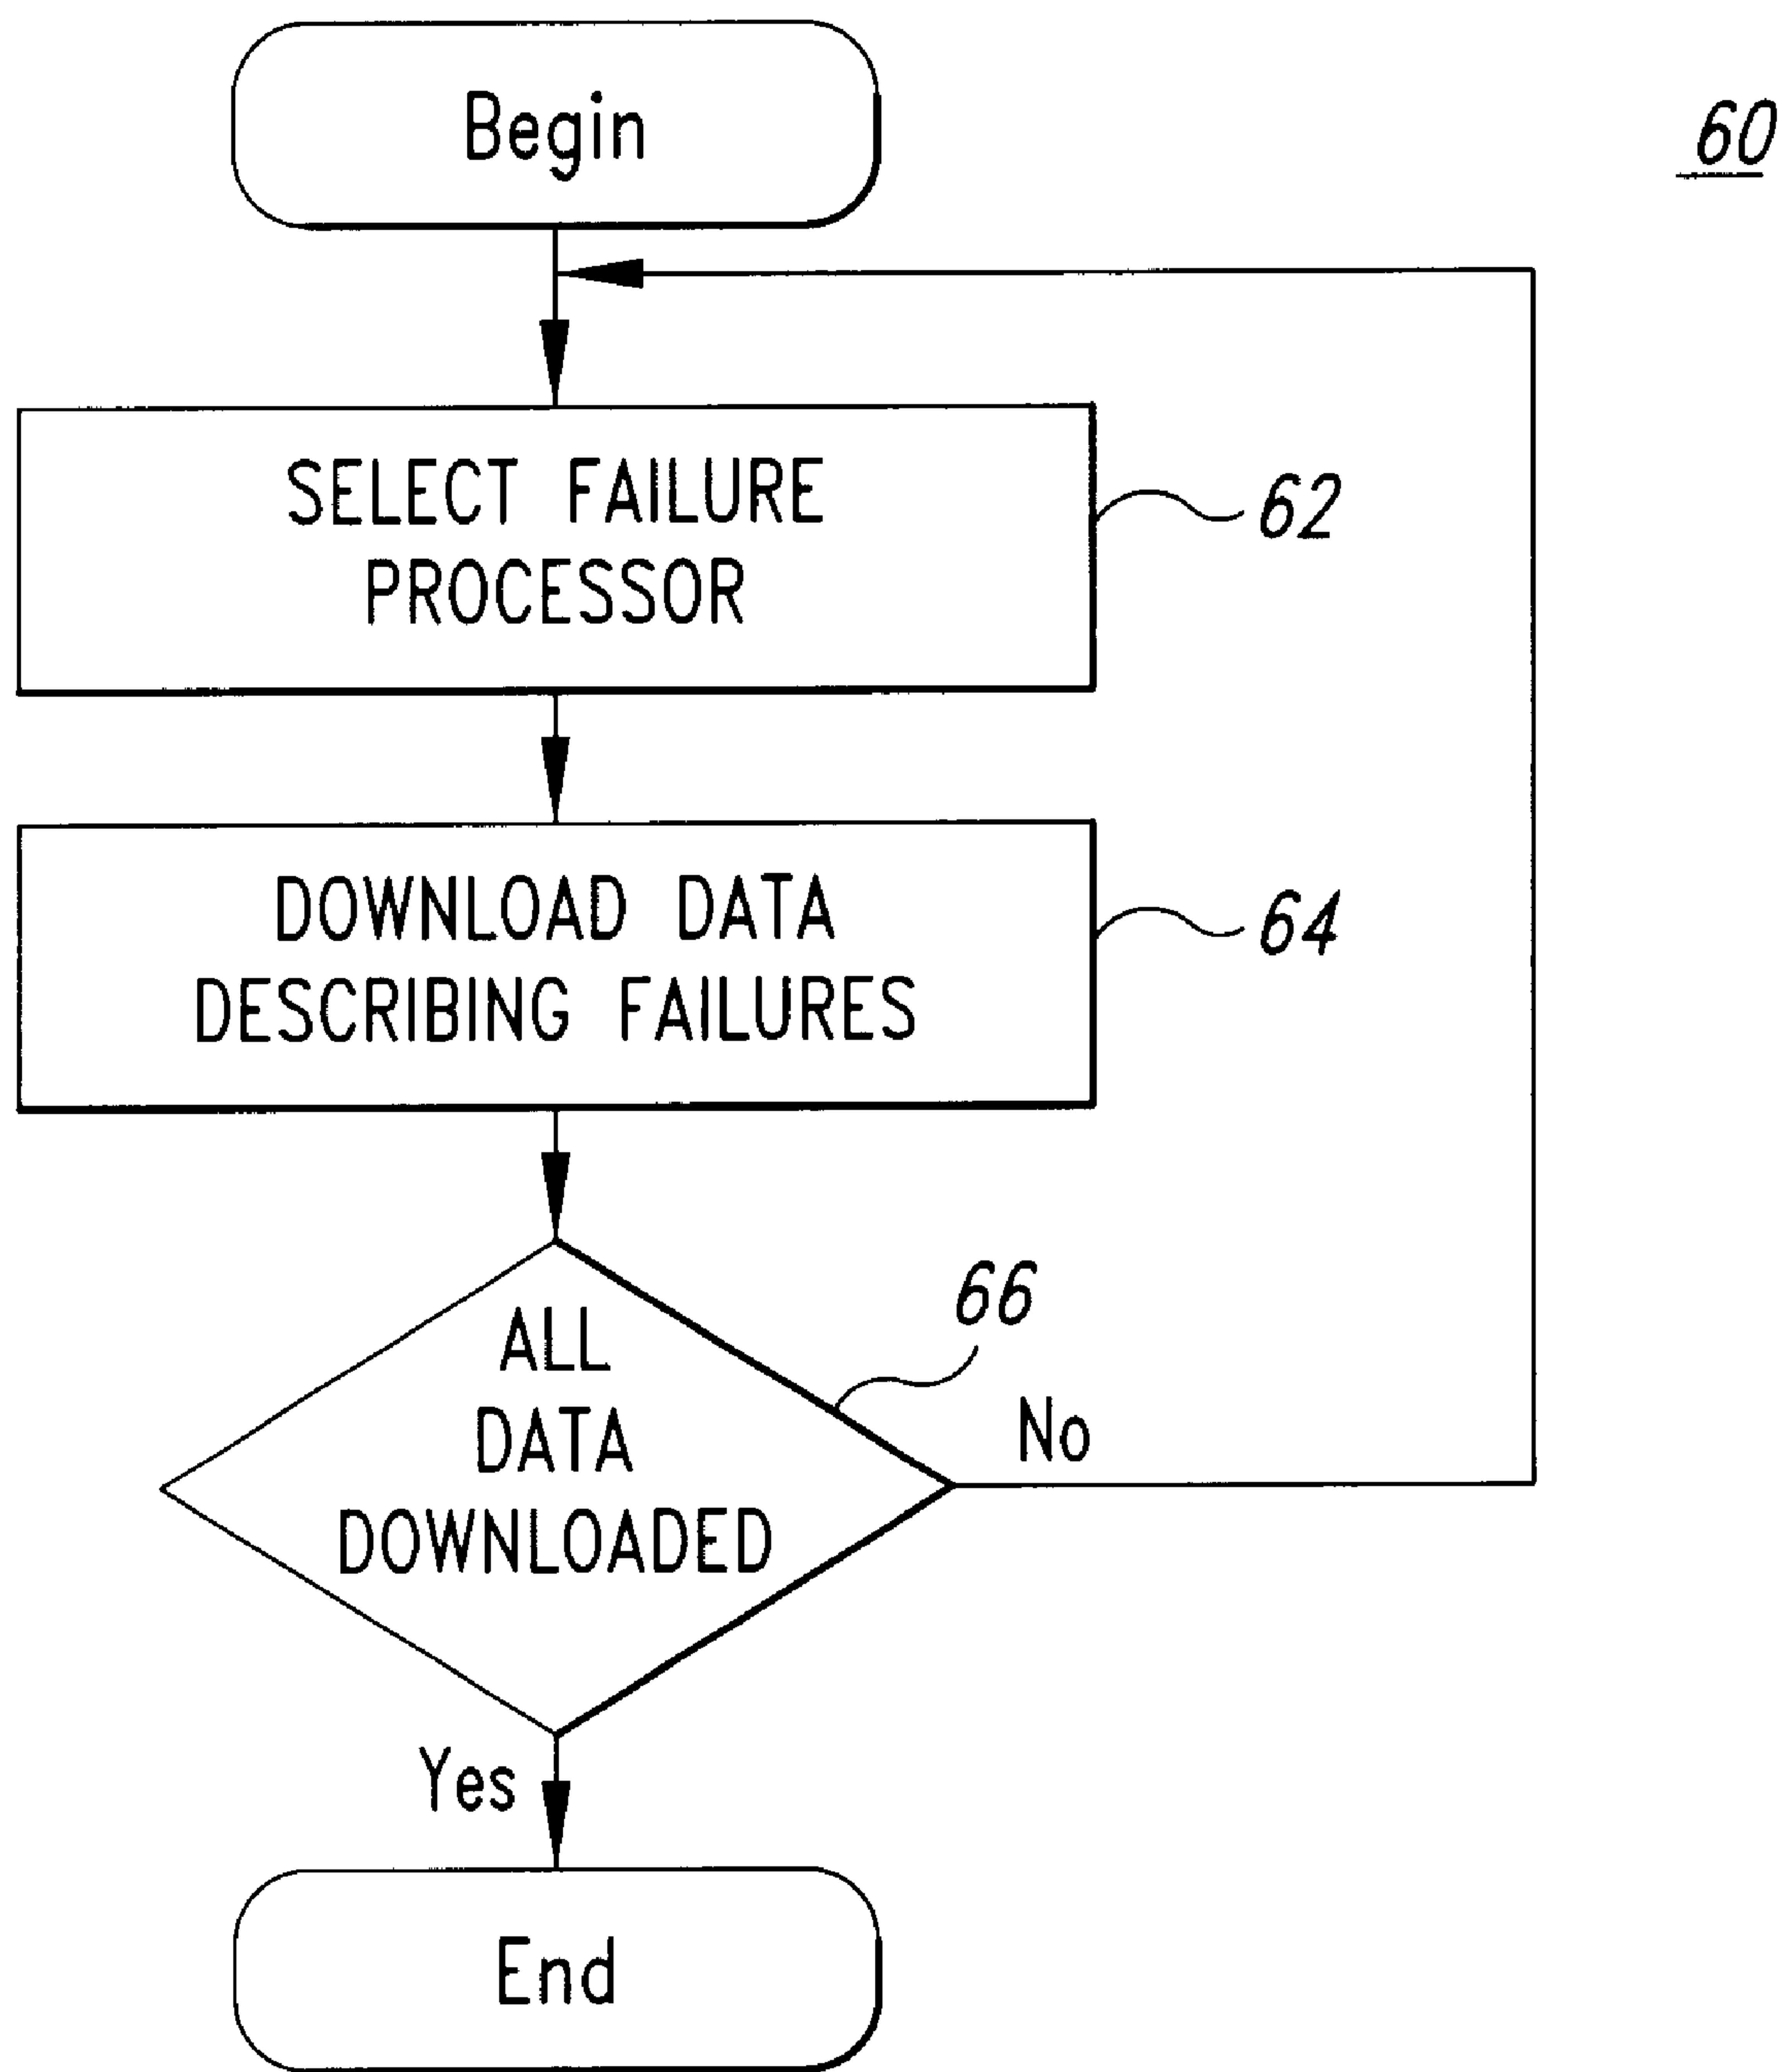 Begin
60
SELECT FAILURE
PROCESSOR
62
DOWNLOAD DATA
DESCRIBING FAILURES
64
66
ALL
DATA
DOWNLOADED
No
Yes
End